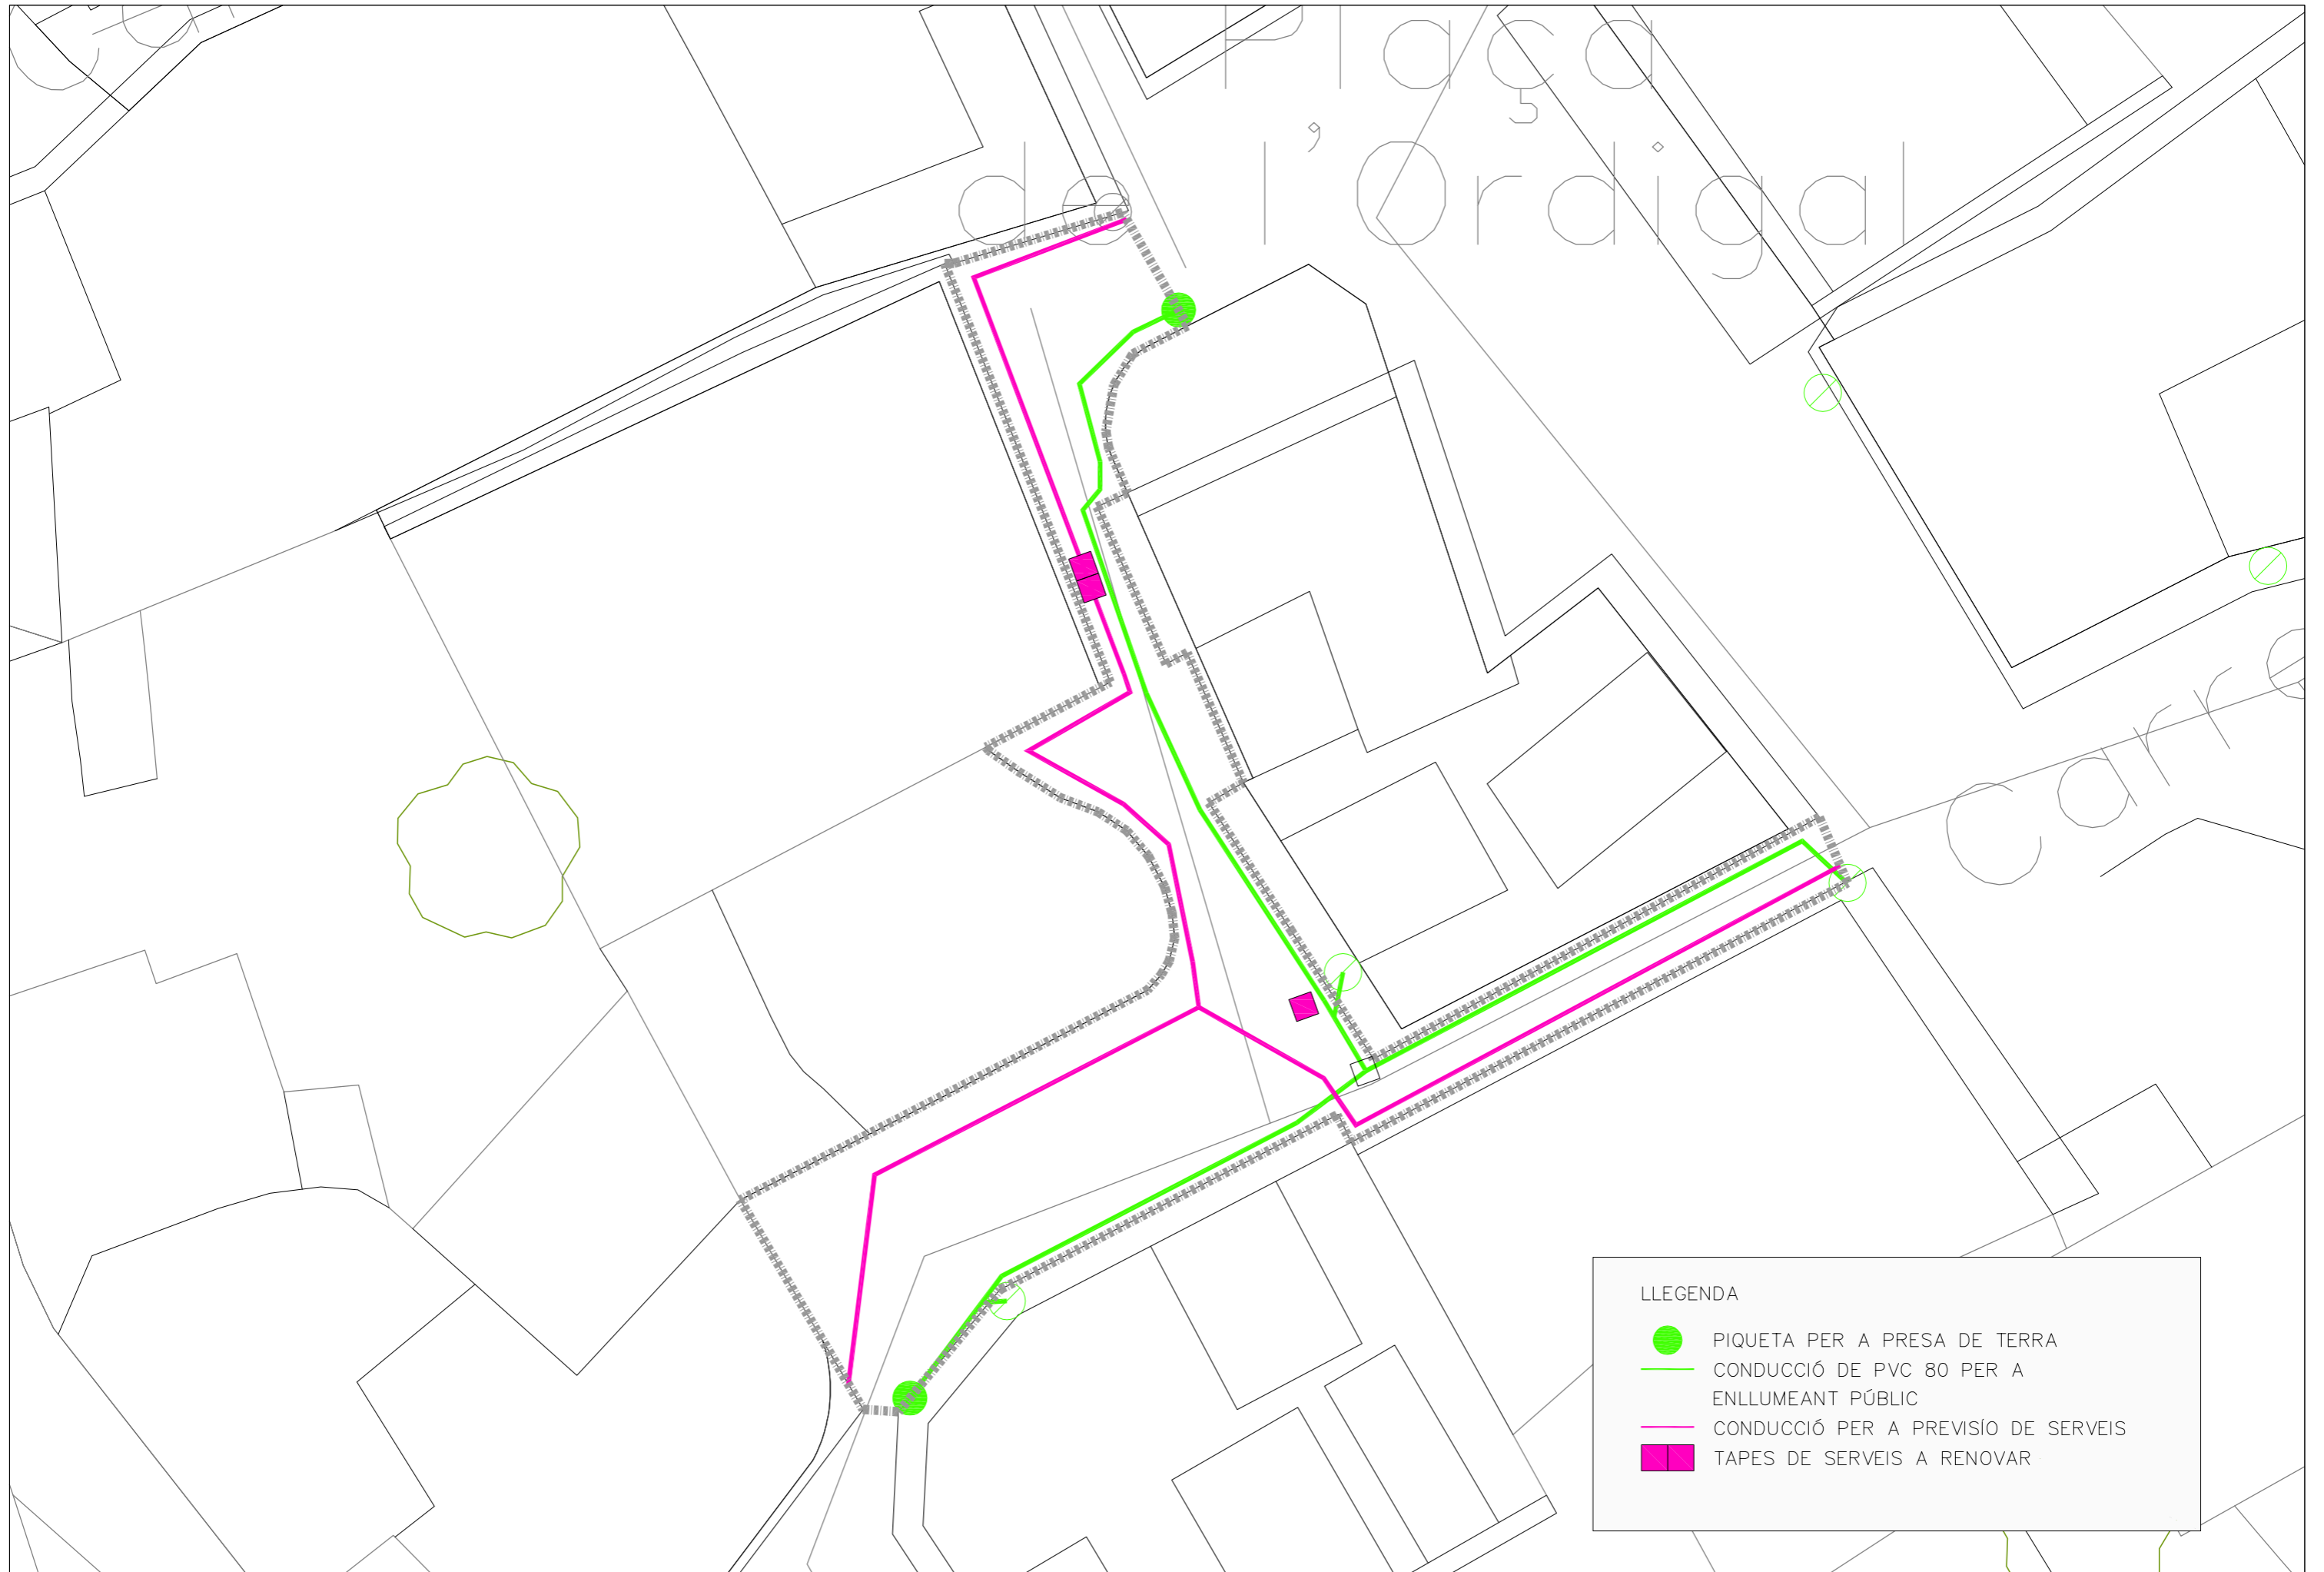 Plaça
de l'Ordigal
Carre
LLEGENDA
PIQUETA PER A PRESA DE TERRA
CONDUCCIÓ DE PVC 80 PER A
ENLLUMEANT PÚBLIC
CONDUCCIÓ PER A PREVISÍO DE SERVEIS
TAPES DE SERVEIS A RENOVAR